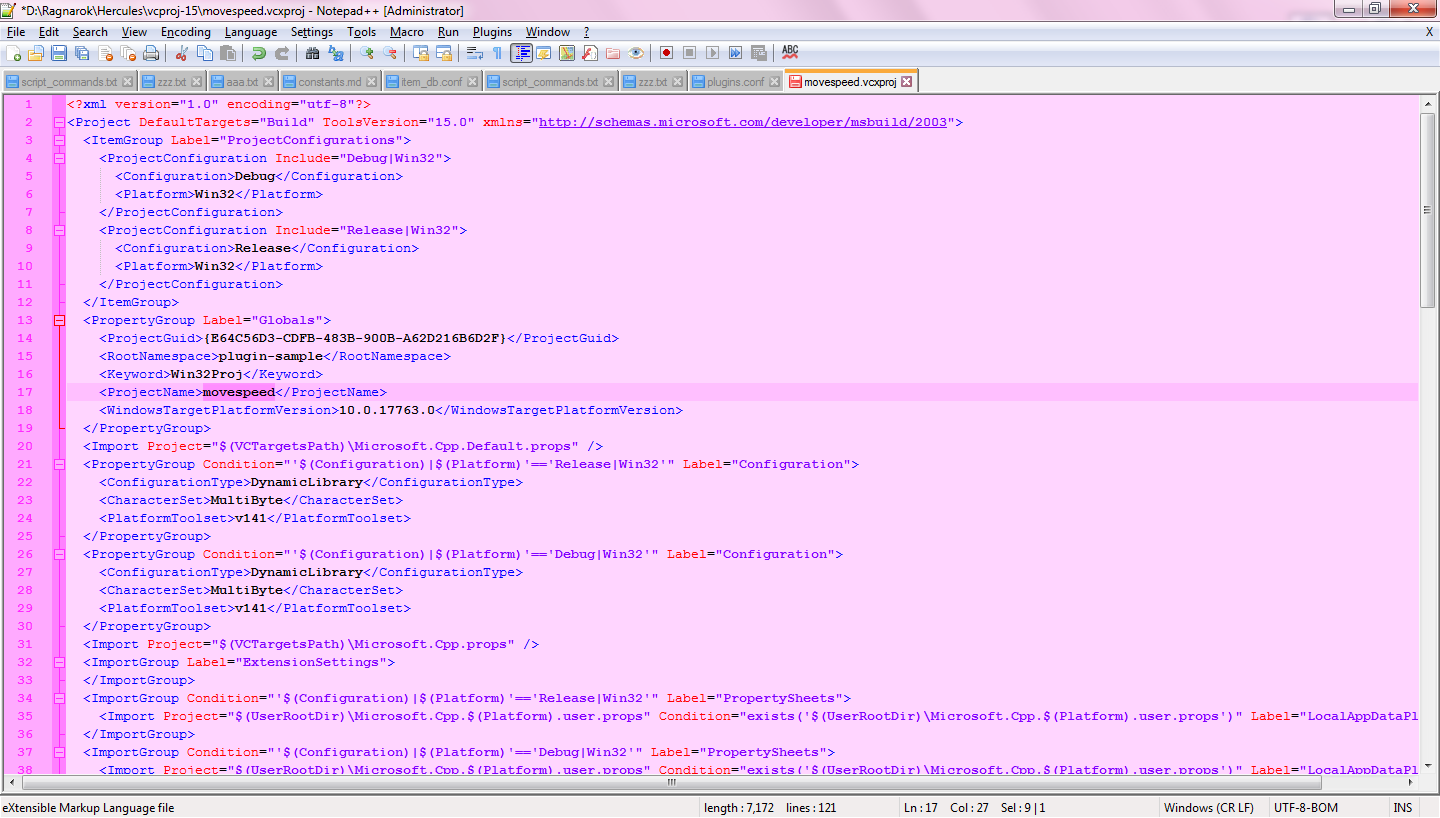 *D:\Ragnarok\Hercules\vcproj-15\movespeed.vcxproj - Notepad++ [Administrator]
File Edit Search View Encoding Language Settings Tools Macro Run Plugins Window ? X
ABC
script_commands.txt zzz.txt aaa.txt constants.md item_db.conf script_commands.txt zzz.txt plugins.conf movespeed.vcxproj
1 <?xml version="1.0" encoding="utf-8"?>
2 <Project DefaultTargets="Build" ToolsVersion="15.0" xmlns="http://schemas.microsoft.com/developer/msbuild/2003">
3 <ItemGroup Label="ProjectConfigurations">
4 <ProjectConfiguration Include="Debug|Win32">
5 <Configuration>Debug</Configuration>
6 <Platform>Win32</Platform>
7 </ProjectConfiguration>
8 <ProjectConfiguration Include="Release|Win32">
9 <Configuration>Release</Configuration>
10 <Platform>Win32</Platform>
11 </ProjectConfiguration>
12 </ItemGroup>
13 <PropertyGroup Label="Globals">
14 <ProjectGuid>{E64C56D3-CDFB-483B-900B-A62D216B6D2F}</ProjectGuid>
15 <RootNamespace>plugin-sample</RootNamespace>
16 <Keyword>Win32Proj</Keyword>
17 <ProjectName>movespeed</ProjectName>
18 <WindowsTargetPlatformVersion>10.0.17763.0</WindowsTargetPlatformVersion>
19 </PropertyGroup>
20 <Import Project="$(VCTargetsPath)\Microsoft.Cpp.Default.props" />
21 <PropertyGroup Condition="'$(Configuration)|$(Platform)'=='Release|Win32'" Label="Configuration">
22 <ConfigurationType>DynamicLibrary</ConfigurationType>
23 <CharacterSet>MultiByte</CharacterSet>
24 <PlatformToolset>v141</PlatformToolset>
25 </PropertyGroup>
26 <PropertyGroup Condition="'$(Configuration)|$(Platform)'=='Debug|Win32'" Label="Configuration">
27 <ConfigurationType>DynamicLibrary</ConfigurationType>
28 <CharacterSet>MultiByte</CharacterSet>
29 <PlatformToolset>v141</PlatformToolset>
30 </PropertyGroup>
31 <Import Project="$(VCTargetsPath)\Microsoft.Cpp.props" />
32 <ImportGroup Label="ExtensionSettings">
33 </ImportGroup>
34 <ImportGroup Condition="'$(Configuration)|$(Platform)'=='Release|Win32'" Label="PropertySheets">
35 <Import Project="$(UserRootDir)\Microsoft.Cpp.$(Platform).user.props" Condition="exists('$(UserRootDir)\Microsoft.Cpp.$(Platform).user.props')" Label="LocalAppDataPl
36 </ImportGroup>
37 <ImportGroup Condition="'$(Configuration)|$(Platform)'=='Debug|Win32'" Label="PropertySheets">
38 <Import Project="$(UserRootDir)\Microsoft.Cpp.$(Platform).user.props" Condition="exists('$(UserRootDir)\Microsoft.Cpp.$(Platform).user.props')" Label="LocalAppDataPl
eXtensible Markup Language file length : 7,172 lines : 121 Ln : 17 Col : 27 Sel : 9 | 1 Windows (CR LF) UTF-8-BOM INS